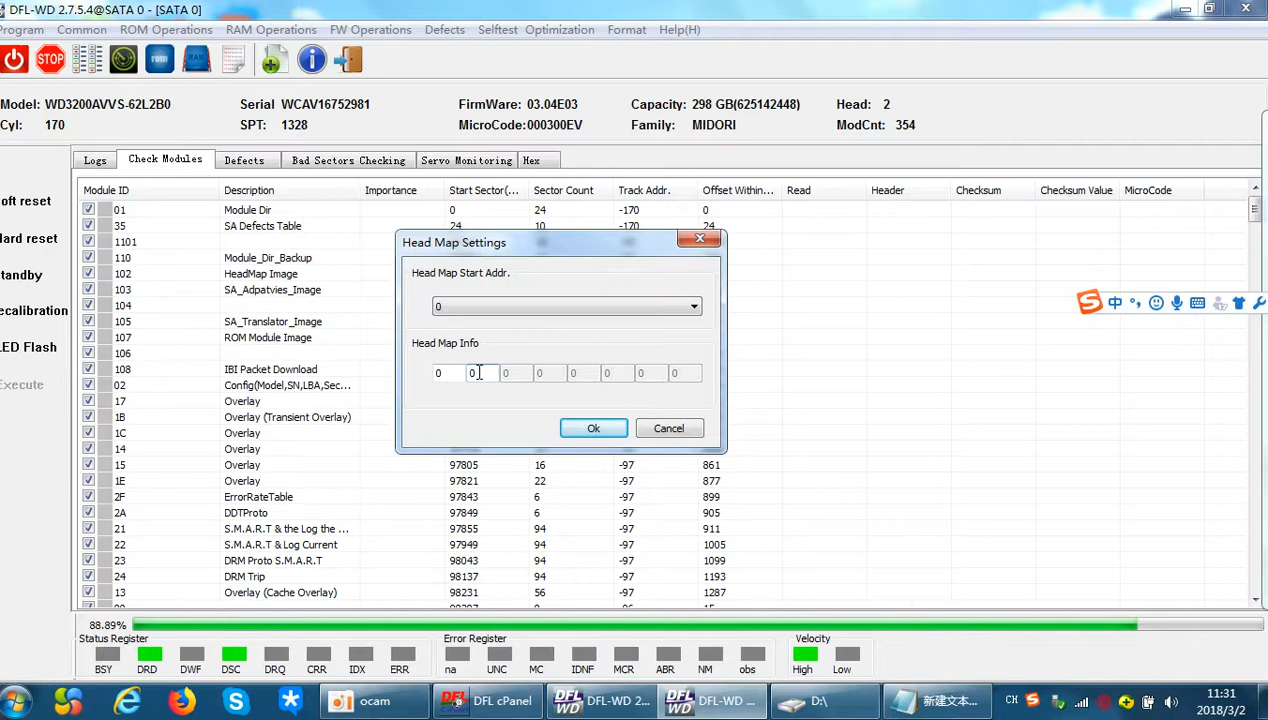 DFL-WD 2.7.5.4@SATA 0 - [SATA 0]
Program Common ROM Operations RAM Operations FW Operations Defects Selftest Optimization Format Help(H)
STOP rom RAM
Model: WD3200AVVS-62L2B0 Serial WCAV16752981 FirmWare: 03.04E03 Capacity: 298 GB(625142448) Head: 2
Cyl: 170 SPT: 1328 MicroCode:000300EV Family: MIDORI ModCnt: 354
Logs Check Modules Defects Bad Sectors Checking Servo Monitoring Hex
Module ID Description Importance Start Sector(... Sector Count Track Addr. Offset Within... Read Header Checksum Checksum Value MicroCode
oft reset
ard reset
tandby
ecalibration
ED Flash
Execute
01 Module Dir 0 24 -170 0
35 SA Defects Table 24 10 -170 24
1101
110 Module_Dir_Backup
102 HeadMap Image
103 SA_Adpatvies_Image
104
105 SA_Translator_Image
107 ROM Module Image
106
108 IBI Packet Download
02 Config(Model,SN,LBA,Sec...
17 Overlay
1B Overlay (Transient Overlay)
1C Overlay
14 Overlay
15 Overlay 97805 16 -97 861
1E Overlay 97821 22 -97 877
2F ErrorRateTable 97843 6 -97 899
2A DDTProto 97849 6 -97 905
21 S.M.A.R.T & the Log the ... 97855 94 -97 911
22 S.M.A.R.T & Log Current 97949 94 -97 1005
23 DRM Proto S.M.A.R.T 98043 94 -97 1099
24 DRM Trip 98137 94 -97 1193
13 Overlay (Cache Overlay) 98231 56 -97 1287
Head Map Settings
Head Map Start Addr.
0
Head Map Info
0 0 0 0 0 0 0 0
Ok Cancel
中
88.89%
Status Register Error Register Velocity
BSY DRD DWF DSC DRQ CRR IDX ERR na UNC MC IDNF MCR ABR NM obs High Low
ocam DFL cPanel DFL-WD 2... DFL-WD ... D:\ 新建文本... CH
11:31
2018/3/2